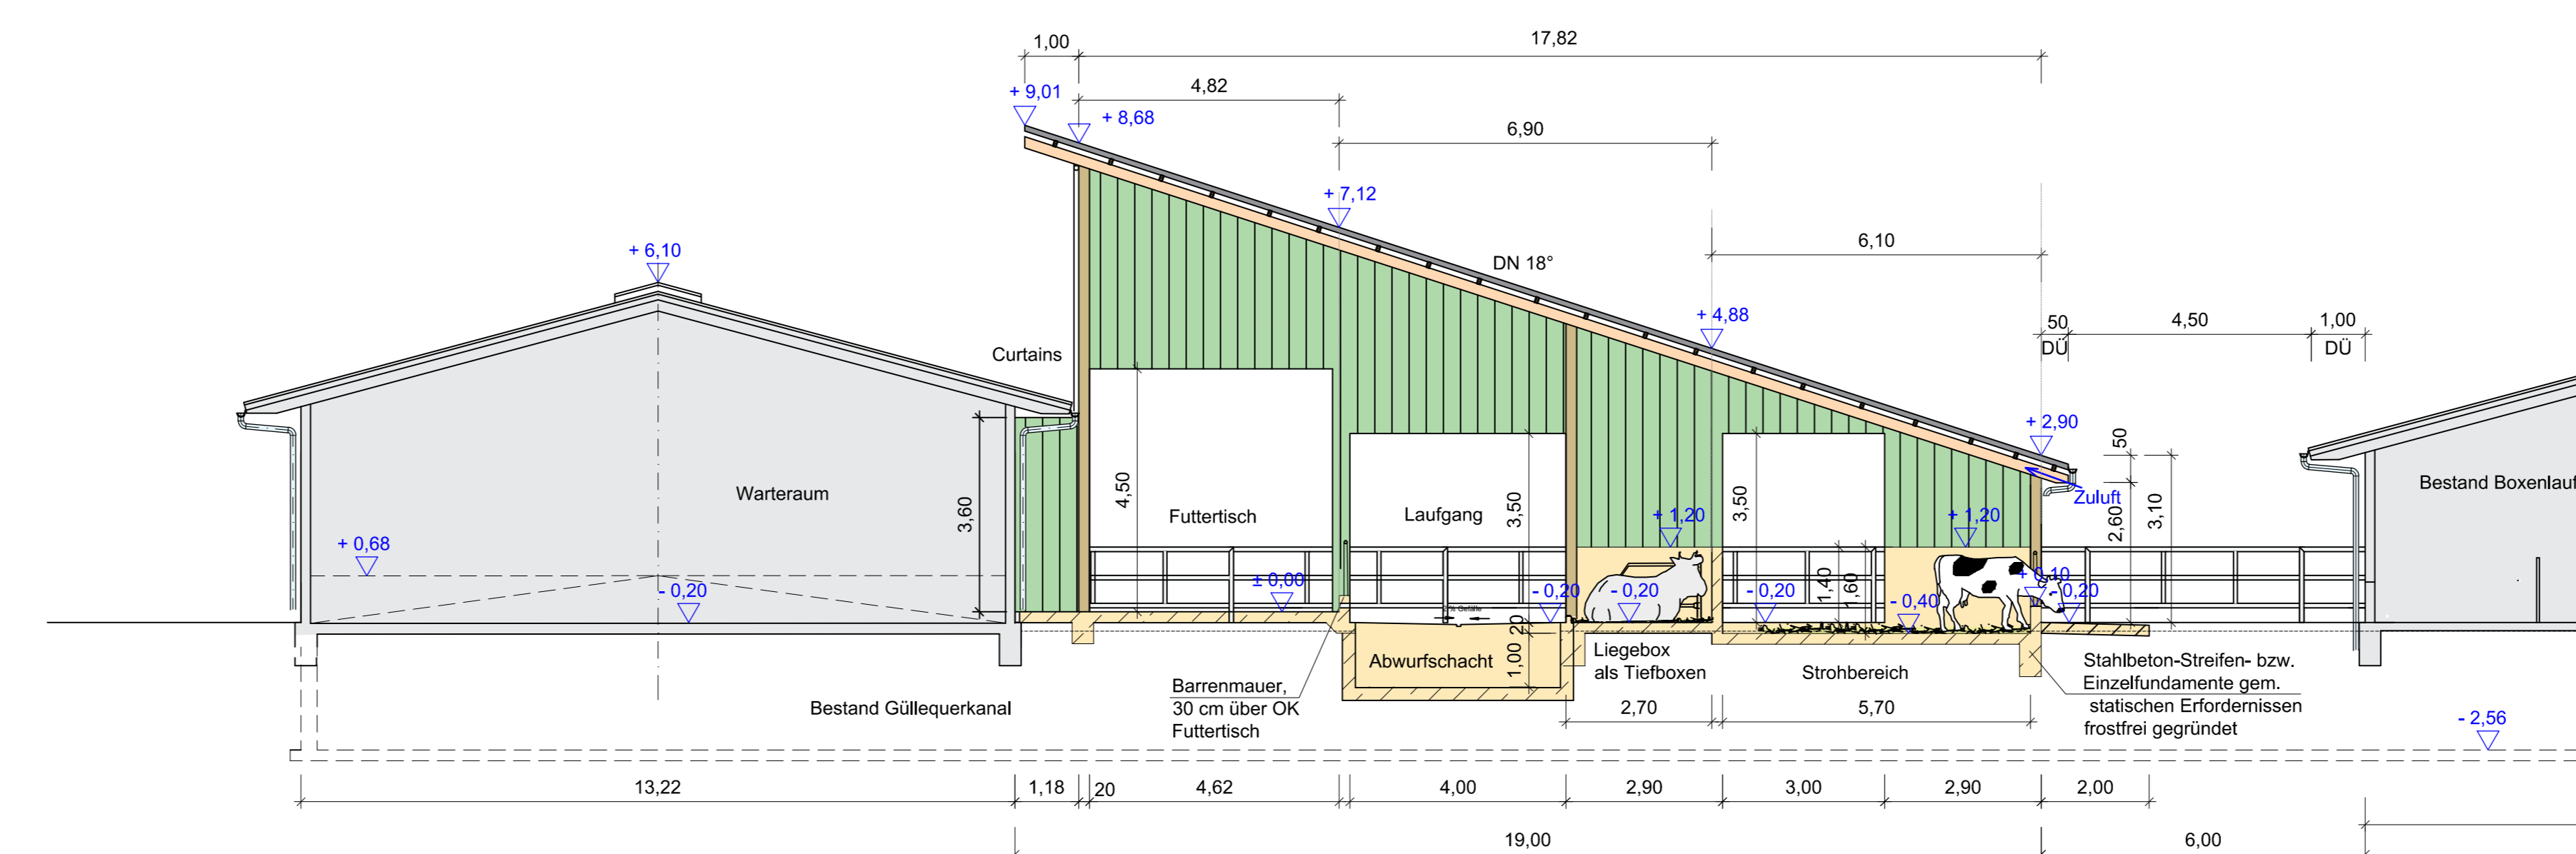 1,00
17,82
+ 9,01
4,82
+ 8,68
6,90
+ 7,12
+ 6,10
6,10
DN 18°
+ 4,88
50
4,50
1,00
DÜ
DÜ
Curtains
+ 2,90
50
Warteraum
3,60
4,50
Futtertisch
Laufgang
3,50
+ 1,20
3,50
+ 1,20
Zuluft
2,60
3,10
Bestand Boxenlauf
+ 0,68
- 0,20
± 0,00
2% Gefälle
- 0,20
- 0,20
- 0,20
1,40
1,60
- 0,40
+ 0,10
- 0,20
20
1,00
Abwurfschacht
Liegebox
als Tiefboxen
Strohbereich
Stahlbeton-Streifen- bzw.
Einzelfundamente gem.
statischen Erfordernissen
frostfrei gegründet
Barrenmauer,
30 cm über OK
Futtertisch
Bestand Güllequerkanal
2,70
5,70
- 2,56
13,22
1,18
20
4,62
4,00
2,90
3,00
2,90
2,00
19,00
6,00